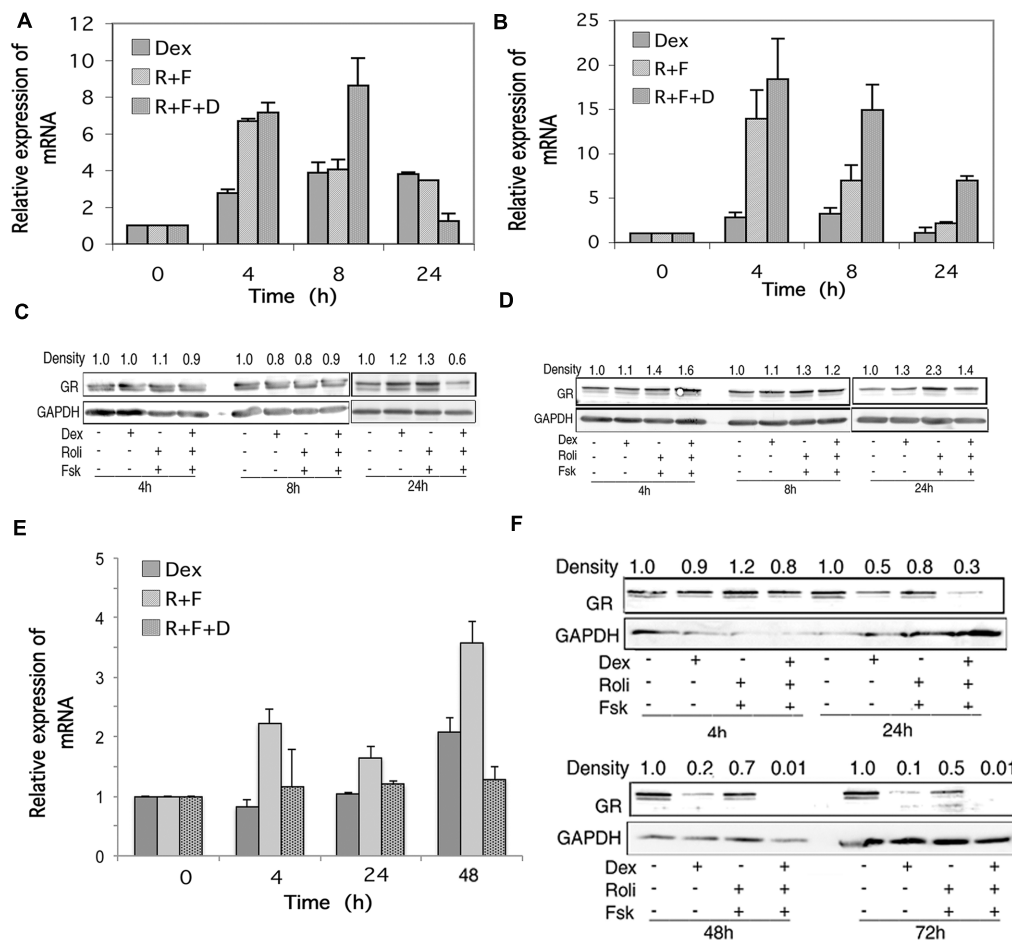 A
Relative expression of
mRNA
12
10
8
6
4
2
0
Dex
R+F
R+F+D
0 4 8 24
Time (h)
B
Relative expression of
mRNA
25
20
15
10
5
0
Dex
R+F
R+F+D
0 4 8 24
Time (h)
C
Density 1.0 1.0 1.1 0.9 1.0 0.8 0.8 0.9 1.0 1.2 1.3 0.6
GR
GAPDH
Dex - + - + - + - + - + - +
Roli - - + + - - + + - - + +
Fsk - - + + - - + + - - + +
4h 8h 24h
D
Density 1.0 1.1 1.4 1.6 1.0 1.1 1.3 1.2 1.0 1.3 2.3 1.4
GR
GAPDH
Dex - + - + - + - + - + - +
Roli - - + + - - + + - - + +
Fsk - - + + - - + + - - + +
4h 8h 24h
E
Relative expression of
mRNA
5
4
3
2
1
0
Dex
R+F
R+F+D
0 4 24 48
Time (h)
F
Density 1.0 0.9 1.2 0.8 1.0 0.5 0.8 0.3
GR
GAPDH
Dex - + - + - + - +
Roli - - + + - - + +
Fsk - - + + - - + +
4h 24h
Density 1.0 0.2 0.7 0.01 1.0 0.1 0.5 0.01
GR
GAPDH
Dex - + - + - + - +
Roli - - + + - - + +
Fsk - - + + - - + +
48h 72h